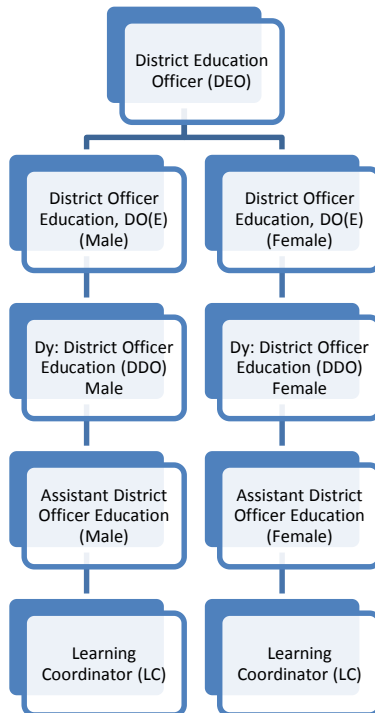 District Education
Officer (DEO)
District Officer
Education, DO(E)
(Male)
District Officer
Education, DO(E)
(Female)
Dy: District Officer
Education (DDO)
Male
Dy: District Officer
Education (DDO)
Female
Assistant District
Officer Education
(Male)
Assistant District
Officer Education
(Female)
Learning
Coordinator (LC)
Learning
Coordinator (LC)